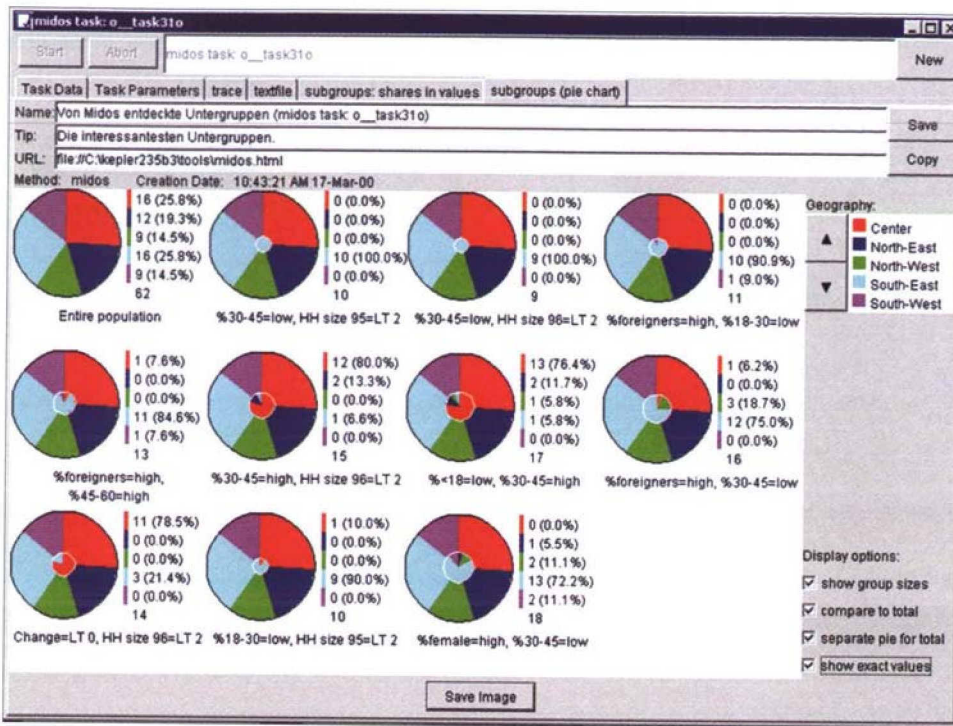 jmidos task: o__task31o
Start Abort midos task: o__task31o New
Task Data Task Parameters trace textfile subgroups: shares in values subgroups (pie chart)
Name: Von Midos entdeckte Untergruppen (midos task: o__task31o)
Save
Tip: Die interessantesten Untergruppen.
URL: file://C:\kepler235b3\tools\midos.html
Copy
Method: midos Creation Date: 10:43:21 AM 17-Mar-00
16 (25.8%)
12 (19.3%)
9 (14.5%)
16 (25.8%)
9 (14.5%)
62
Entire population
0 (0.0%)
0 (0.0%)
0 (0.0%)
10 (100.0%)
0 (0.0%)
10
%30-45=low, HH size 95=LT 2
0 (0.0%)
0 (0.0%)
0 (0.0%)
9 (100.0%)
0 (0.0%)
9
%30-45=low, HH size 96=LT 2
0 (0.0%)
0 (0.0%)
0 (0.0%)
10 (90.9%)
1 (9.0%)
11
%foreigners=high, %18-30=low
Geography:
Center
North-East
North-West
South-East
South-West
1 (7.6%)
0 (0.0%)
0 (0.0%)
11 (84.6%)
1 (7.6%)
13
%foreigners=high,
%45-60=high
12 (80.0%)
2 (13.3%)
0 (0.0%)
1 (6.6%)
0 (0.0%)
15
%30-45=high, HH size 96=LT 2
13 (76.4%)
2 (11.7%)
1 (5.8%)
1 (5.8%)
0 (0.0%)
17
%<18=low, %30-45=high
1 (6.2%)
0 (0.0%)
3 (18.7%)
12 (75.0%)
0 (0.0%)
16
%foreigners=high, %30-45=low
11 (78.5%)
0 (0.0%)
0 (0.0%)
3 (21.4%)
0 (0.0%)
14
Change=LT 0, HH size 96=LT 2
1 (10.0%)
0 (0.0%)
0 (0.0%)
9 (90.0%)
0 (0.0%)
10
%18-30=low, HH size 95=LT 2
0 (0.0%)
1 (5.5%)
2 (11.1%)
13 (72.2%)
2 (11.1%)
18
%female=high, %30-45=low
Display options:
show group sizes
compare to total
separate pie for total
show exact values
Save Image